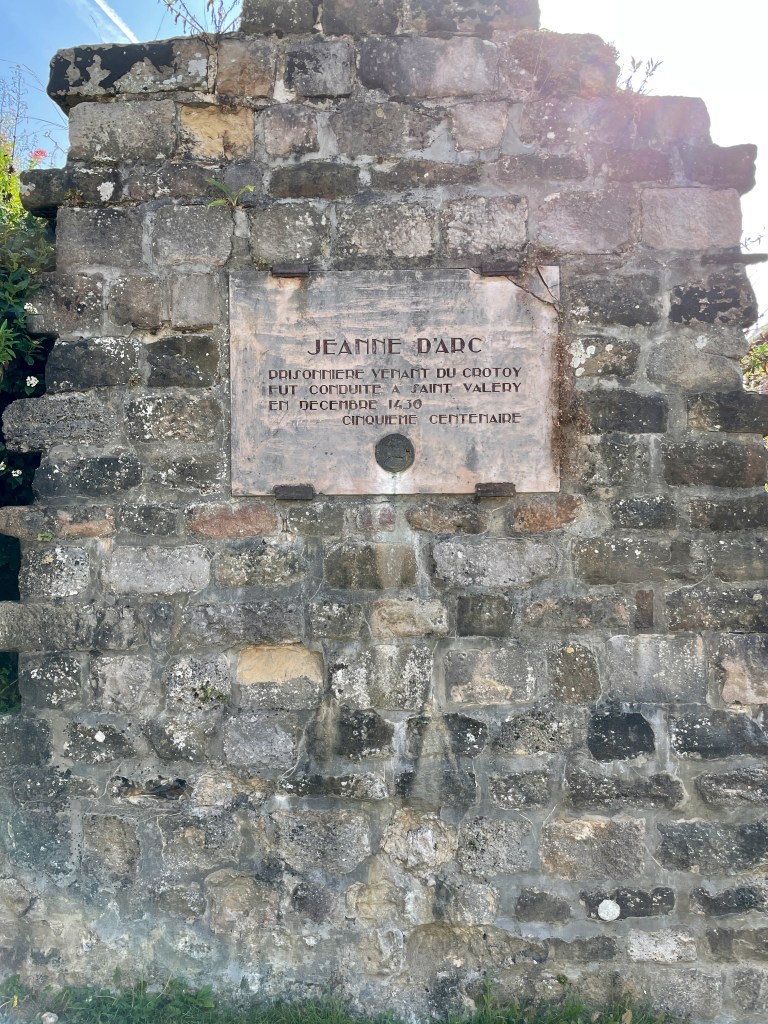 JEANNE D'ARC
PRISONNIERE VENANT DU CROTOY
FUT CONDUITE A SAINT VALERY
EN DECEMBRE 1430
CINQUIEME CENTENAIRE